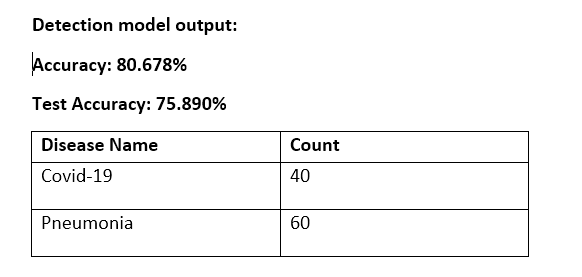 Detection model output:
Accuracy: 80.678%
Test Accuracy: 75.890%
Disease Name Count
Covid-19 40
Pneumonia 60